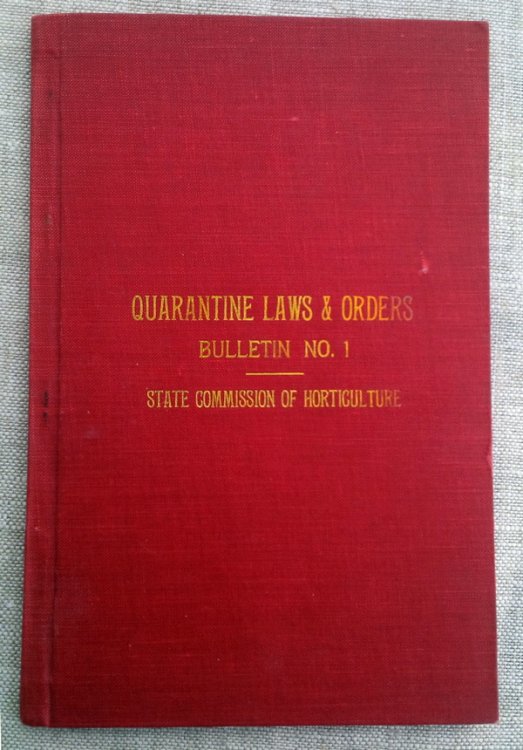 QUARANTINE LAWS & ORDERS
BULLETIN NO. 1
STATE COMMISSION OF HORTICULTURE